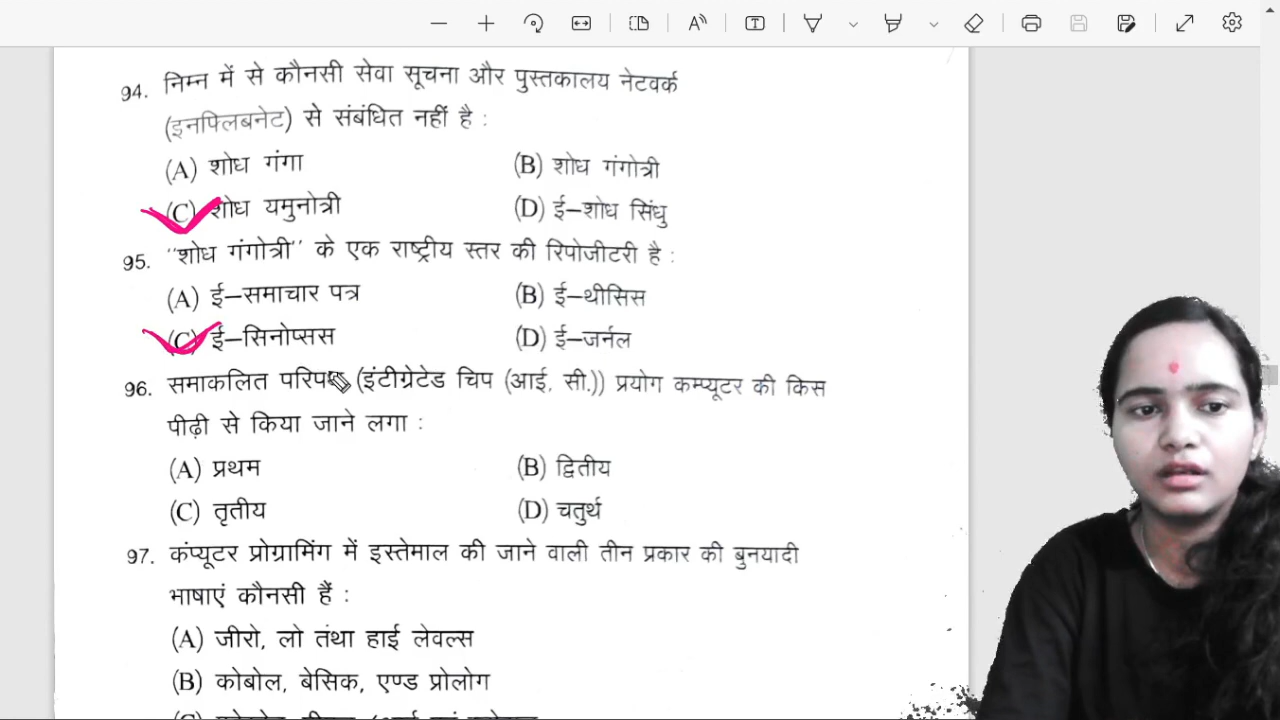 94. निम्न में से कौनसी सेवा सूचना और पुस्तकालय नेटवर्क
(इनफ्लिबनेट) से संबंधित नहीं है :
(A) शोध गंगा (B) शोध गंगोत्री
(C) शोध यमुनोत्री (D) ई–शोध सिंधु
95. "शोध गंगोत्री" के एक राष्ट्रीय स्तर की रिपोजीटरी है :
(A) ई–समाचार पत्र (B) ई–थीसिस
(C) ई–सिनोप्सस (D) ई–जर्नल
96. समाकलित (इंटीग्रेटेड चिप (आई. सी.)) प्रयोग कम्प्यूटर की किस
पीढ़ी से किया जाने लगा :
(A) प्रथम (B) द्वितीय
(C) तृतीय (D) चतुर्थ
97. कंप्यूटर प्रोग्रामिंग में इस्तेमाल की जाने वाली तीन प्रकार की बुनयादी
भाषाएं कौनसी हैं :
(A) जीरो, लो तथा हाई लेवल्स
(B) कोबोल, बेसिक, एण्ड प्रोलोग